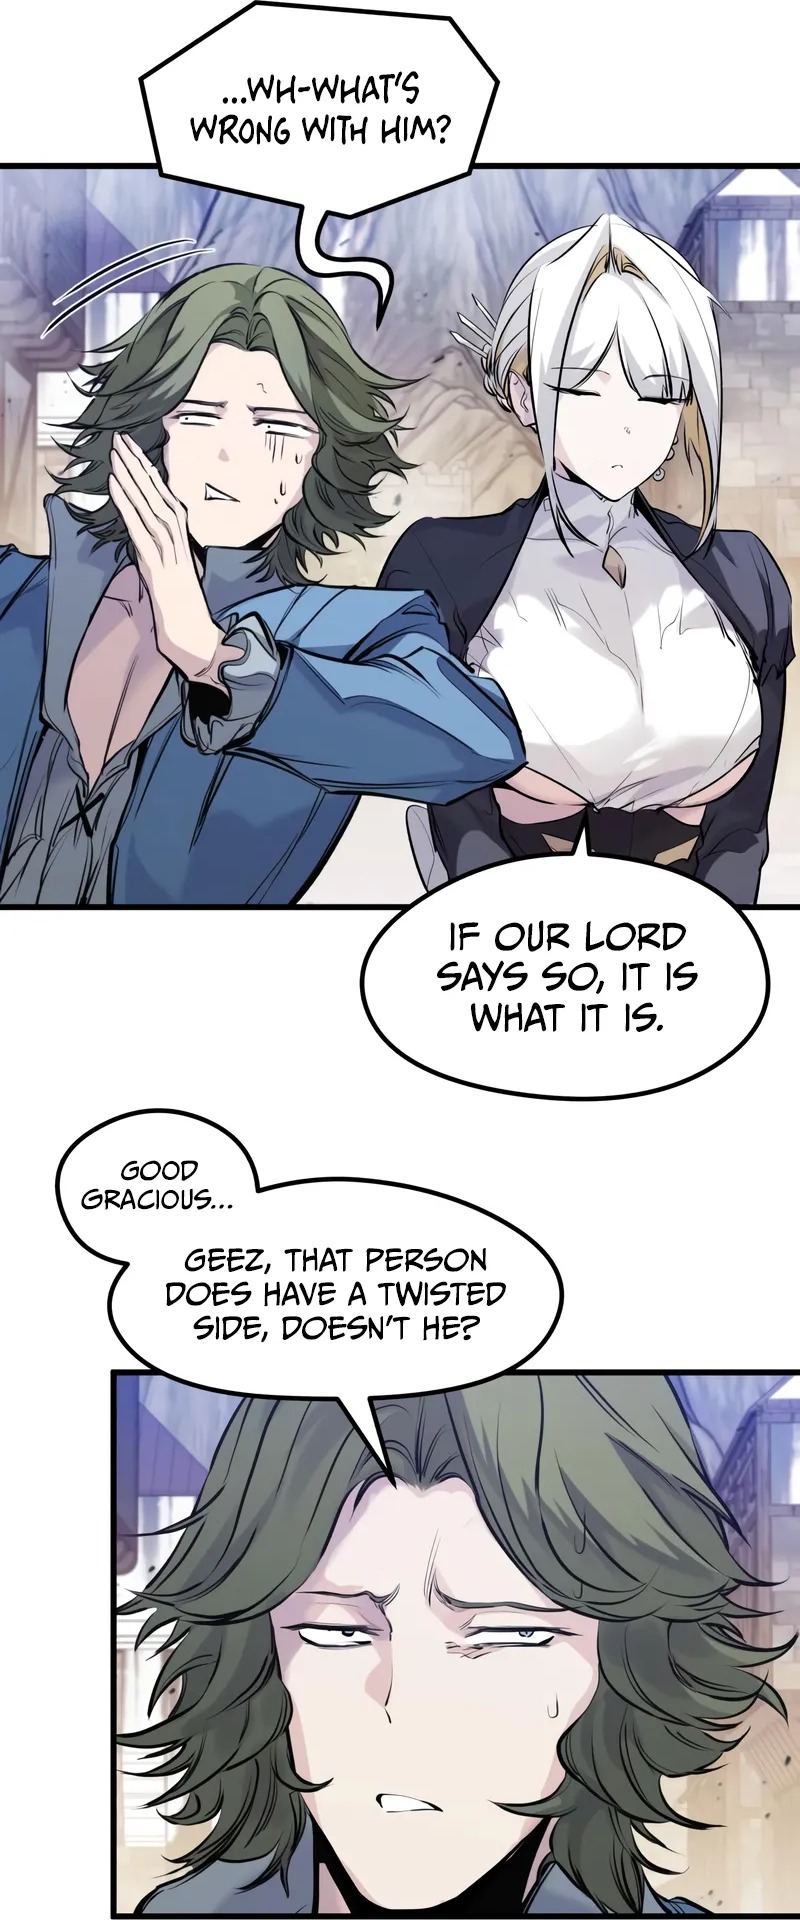 ...WH-WHAT'S
WRONG WITH HIM?
IF OUR LORD
SAYS SO, IT IS
WHAT IT IS.
GOOD
GRACIOUS...
GEEZ, THAT PERSON
DOES HAVE A TWISTED
SIDE, DOESN'T HE?